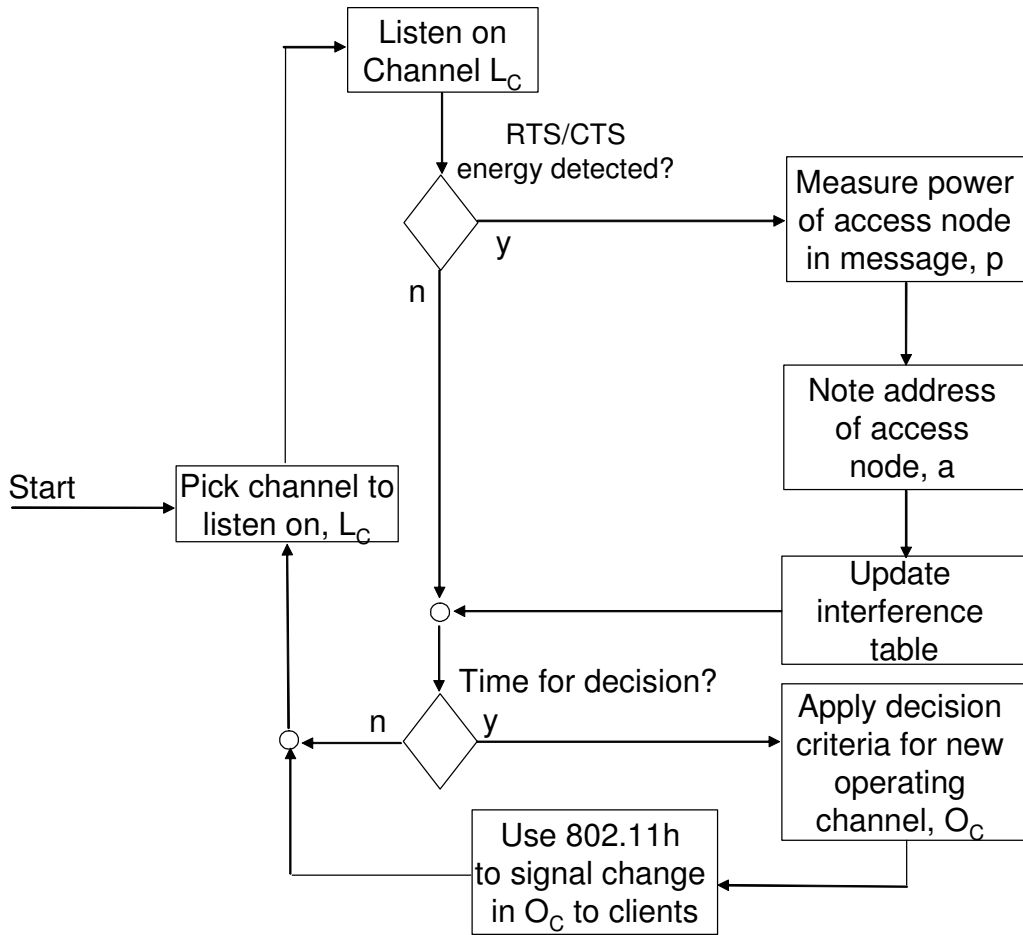 Listen on
Channel L_C
RTS/CTS
energy detected?
y
n
Measure power
of access node
in message, p
Note address
of access
node, a
Start
Pick channel to
listen on, L_C
Update
interference
table
Time for decision?
n
y
Apply decision
criteria for new
operating
channel, O_C
Use 802.11h
to signal change
in O_C to clients